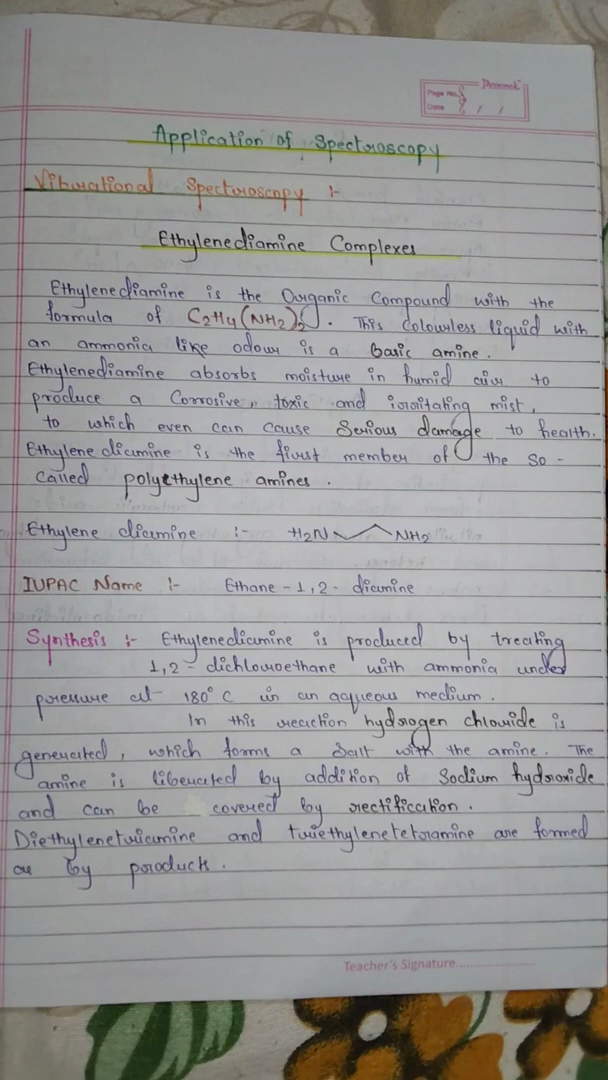 Personal
Page No.
Date / /
Application of Spectroscopy
Vibrational Spectroscopy :-
Ethylenediamine Complexes
Ethylenediamine is the Organic Compound with the
formula of C2H4(NH2)2. This Colourless liquid with
an ammonia like odour is a basic amine.
Ethylenediamine absorbs moisture in humid air to
produce a Corrosive, toxic and irritating mist,
to which even can cause Serious damage to health.
Ethylene diamine is the first member of the so-
called polyethylene amines.
Ethylene diamine :- H2N NH2
IUPAC Name :- Ethane-1,2-diamine
Synthesis :- Ethylenediamine is produced by treating
1,2-dichloroethane with ammonia under
pressure at 180°C in an aqueous medium.
In this reaction hydrogen chloride is
generated, which forms a Salt with the amine. The
amine is liberated by addition of Sodium hydroxide
and can be covered by rectification.
Diethylenetriamine and triethylenetetramine are formed
as by products.
Teacher's Signature